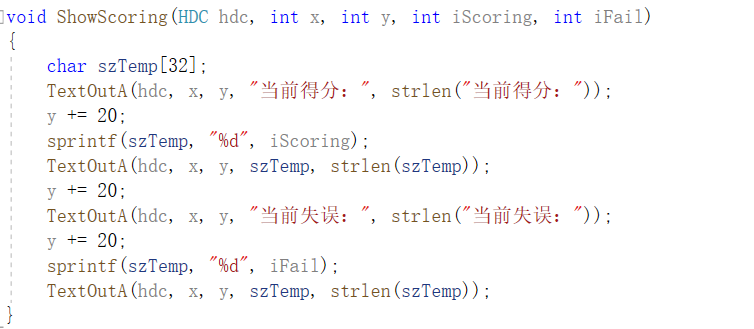 void ShowScoring(HDC hdc, int x, int y, int iScoring, int iFail)
{
    char szTemp[32];
    TextOutA(hdc, x, y, "当前得分：", strlen("当前得分："));
    y += 20;
    sprintf(szTemp, "%d", iScoring);
    TextOutA(hdc, x, y, szTemp, strlen(szTemp));
    y += 20;
    TextOutA(hdc, x, y, "当前失误：", strlen("当前失误："));
    y += 20;
    sprintf(szTemp, "%d", iFail);
    TextOutA(hdc, x, y, szTemp, strlen(szTemp));
}